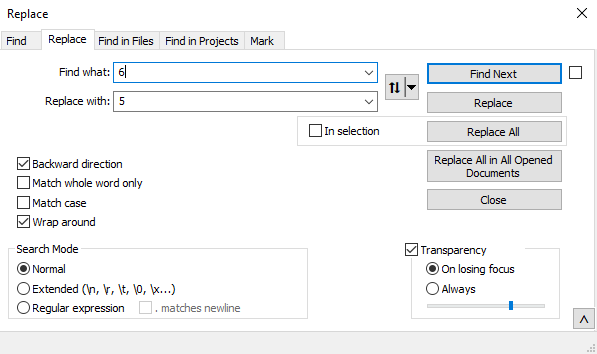 Replace
Find Replace Find in Files Find in Projects Mark
Find what: 6 Find Next
Replace with: 5 Replace
In selection Replace All
Backward direction Replace All in All Opened
Documents
Match whole word only
Match case Close
Wrap around
Search Mode Transparency
Normal On losing focus
Extended (\n, \r, \t, \0, \x...) Always
Regular expression . matches newline